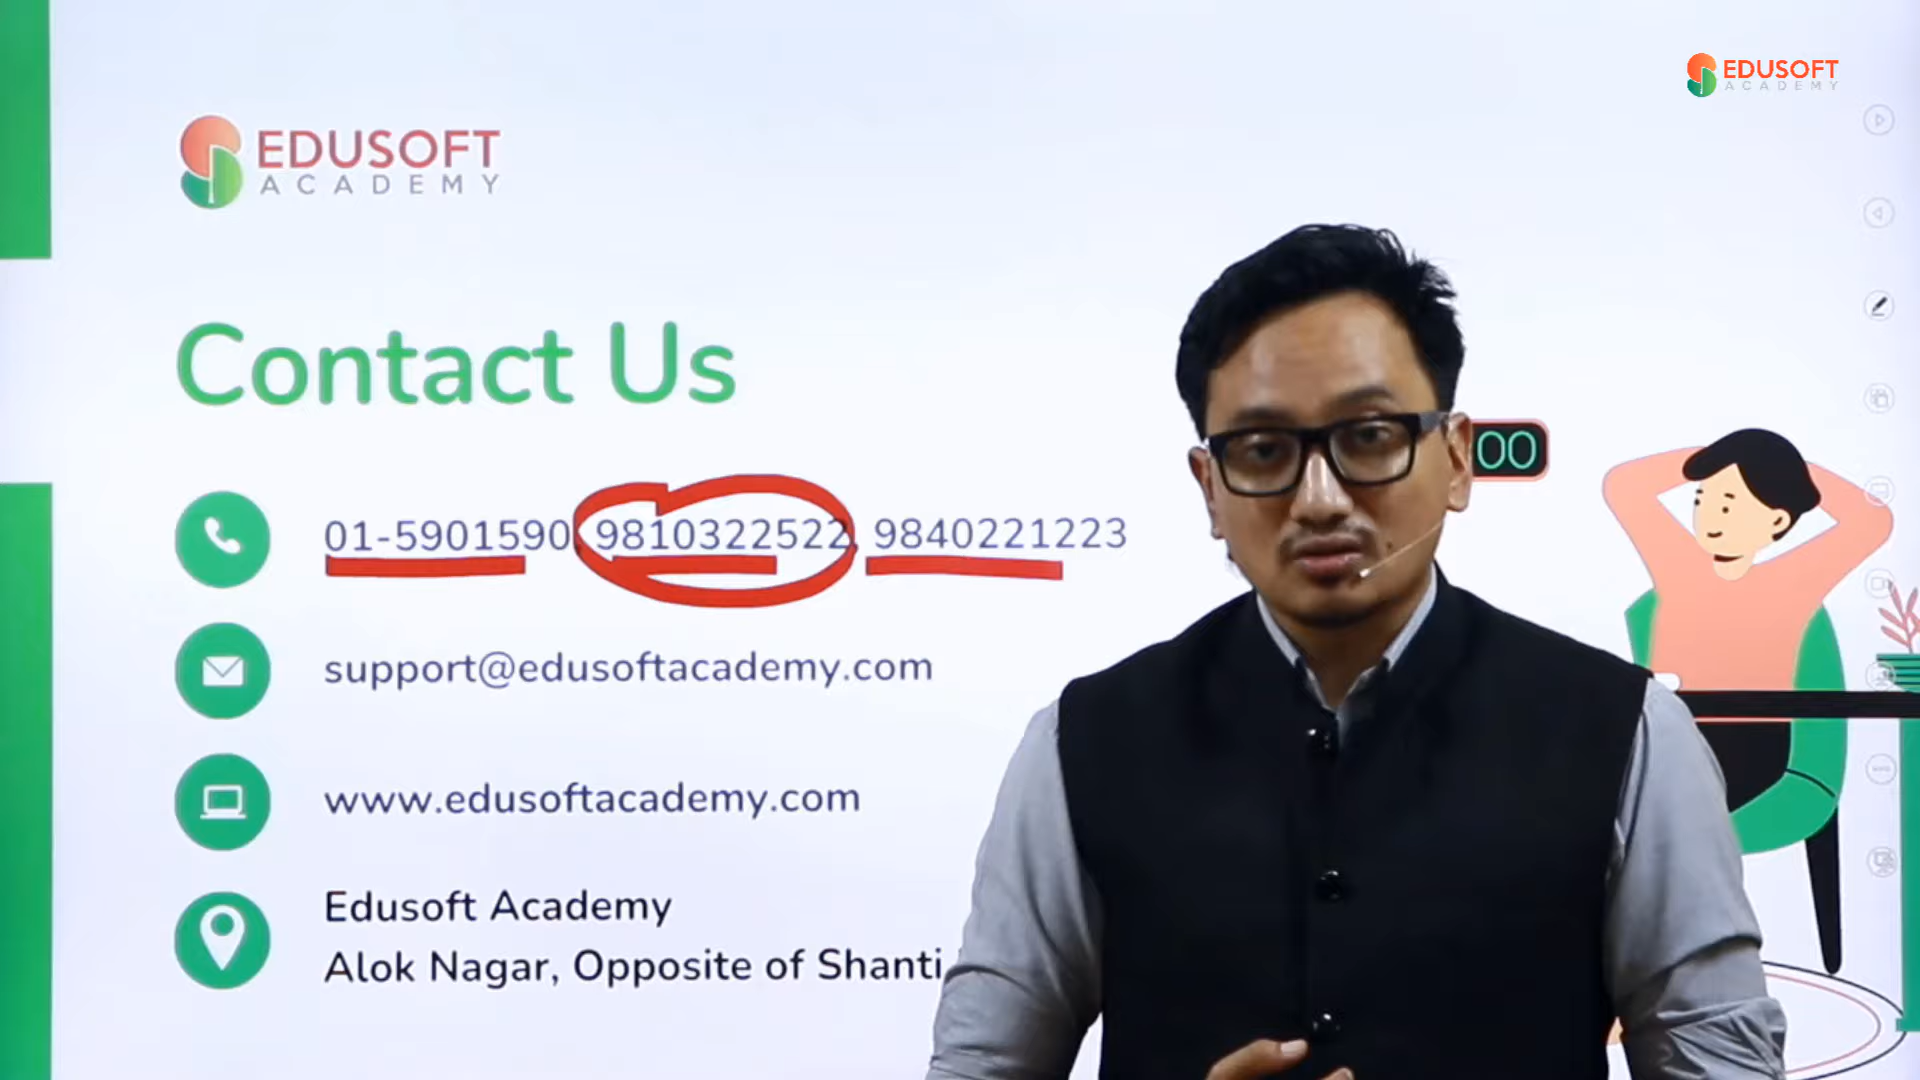 EDUSOFT
ACADEMY
EDUSOFT
ACADEMY
Contact Us
00
01-5901590, 9810322522, 9840221223
support@edusoftacademy.com
www.edusoftacademy.com
Edusoft Academy
Alok Nagar, Opposite of Shanti